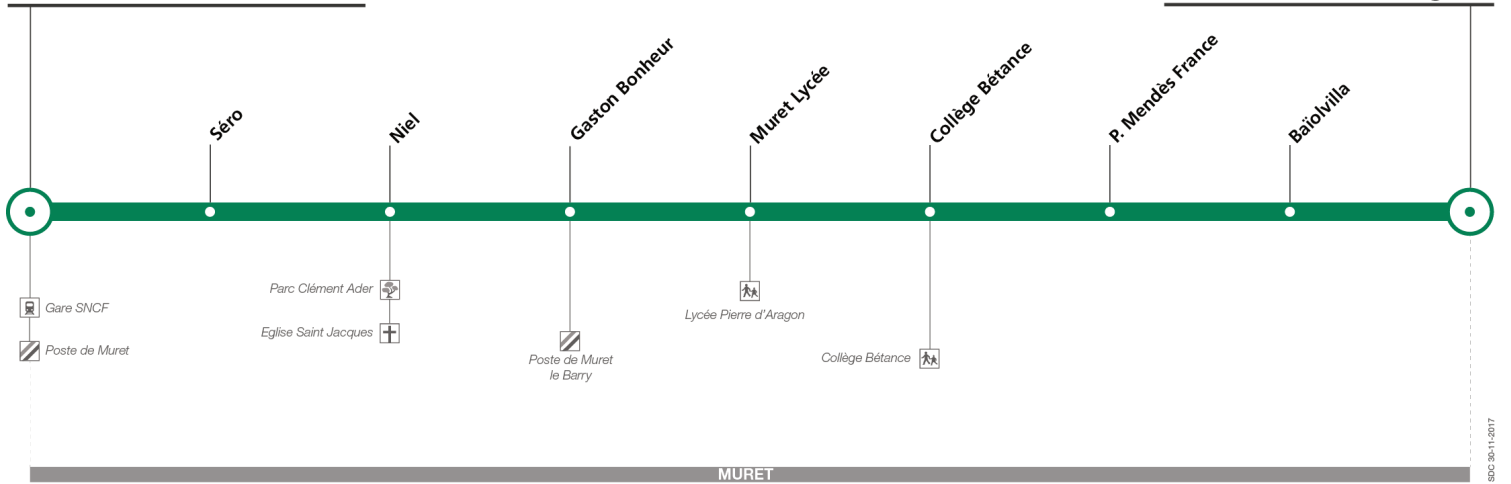 Séro
Niel
Gaston Bonheur
Muret Lycée
Collège Bétance
P. Mendès France
Baïolvilla
Gare SNCF
Poste de Muret
Parc Clément Ader
Eglise Saint Jacques
Poste de Muret
le Barry
Lycée Pierre d'Aragon
Collège Bétance
MURET
SDC 30-11-2017